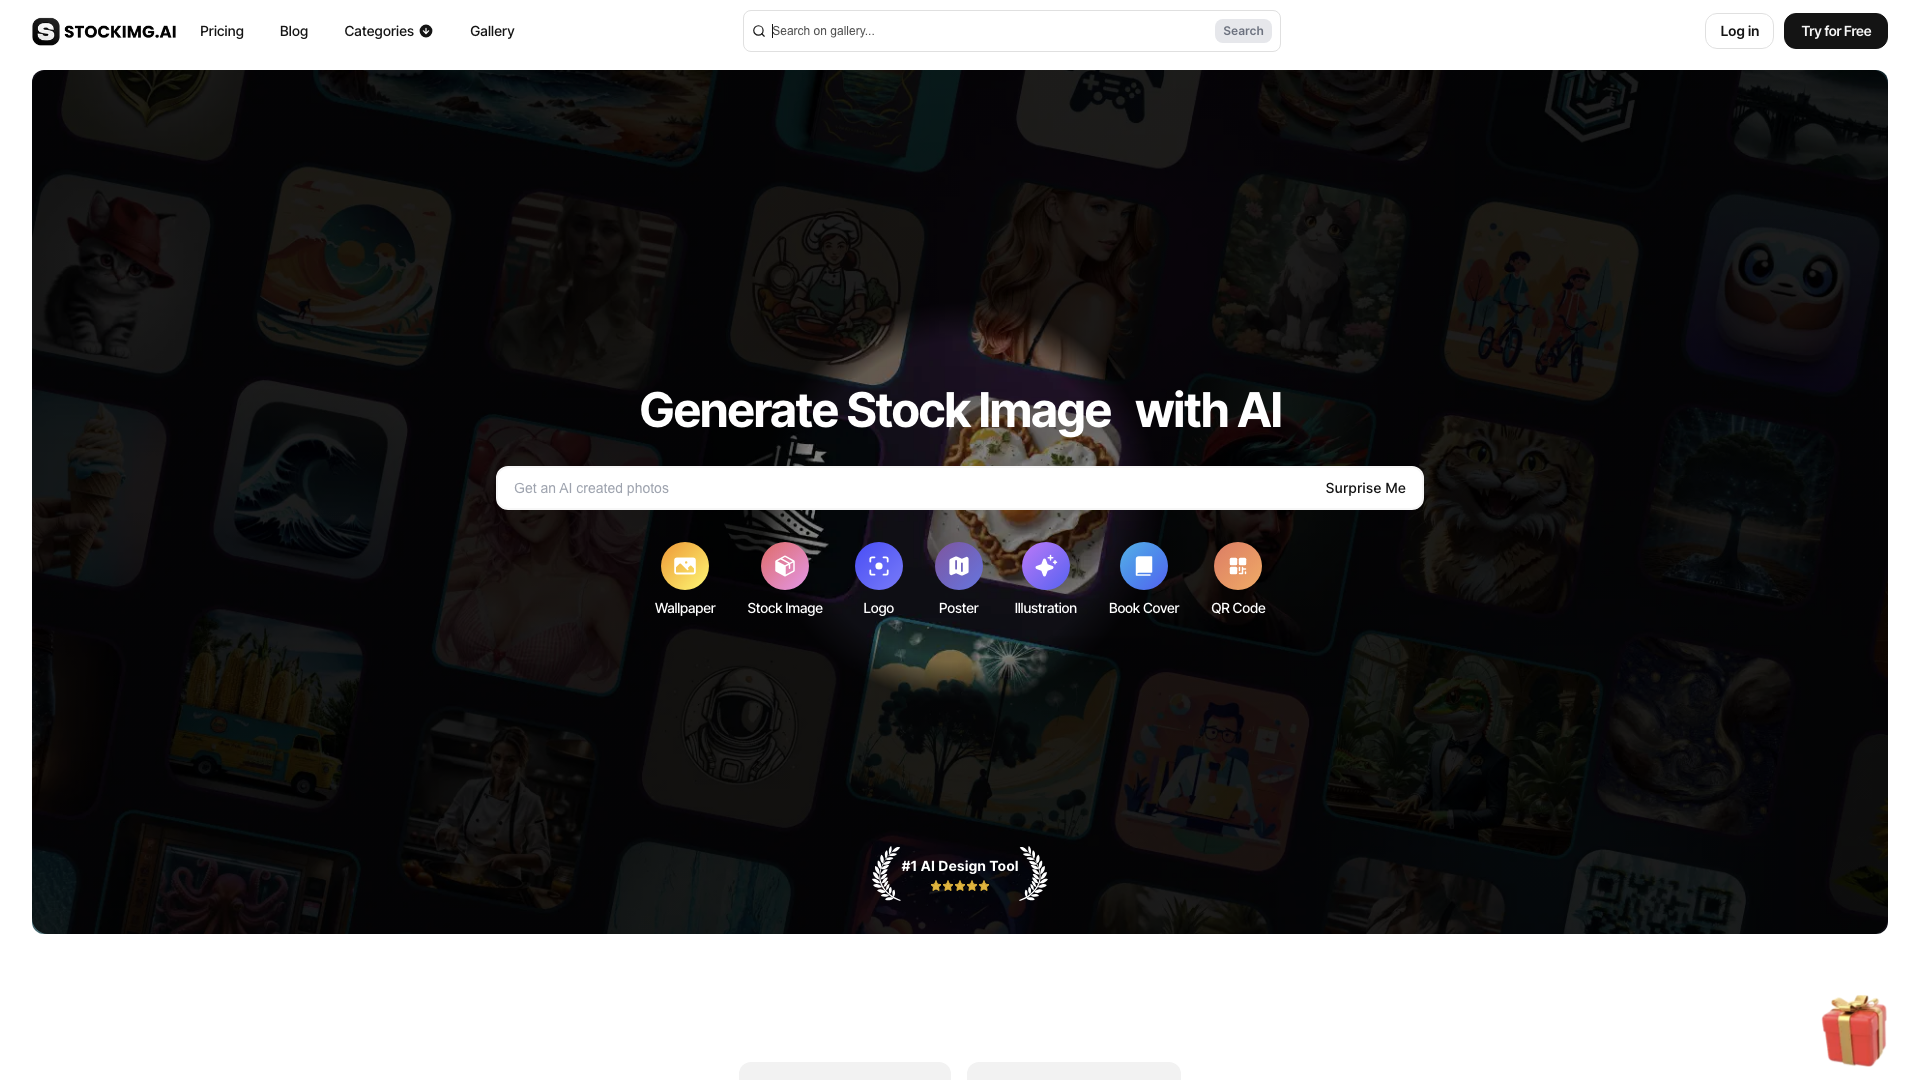 STOCKIMG.AI
Pricing
Blog
Categories
Gallery
Search on gallery...
Search
Log in
Try for Free
Generate Stock Image with AI
Get an AI created photos
Surprise Me
Wallpaper
Stock Image
Logo
Poster
Illustration
Book Cover
QR Code
#1 AI Design Tool